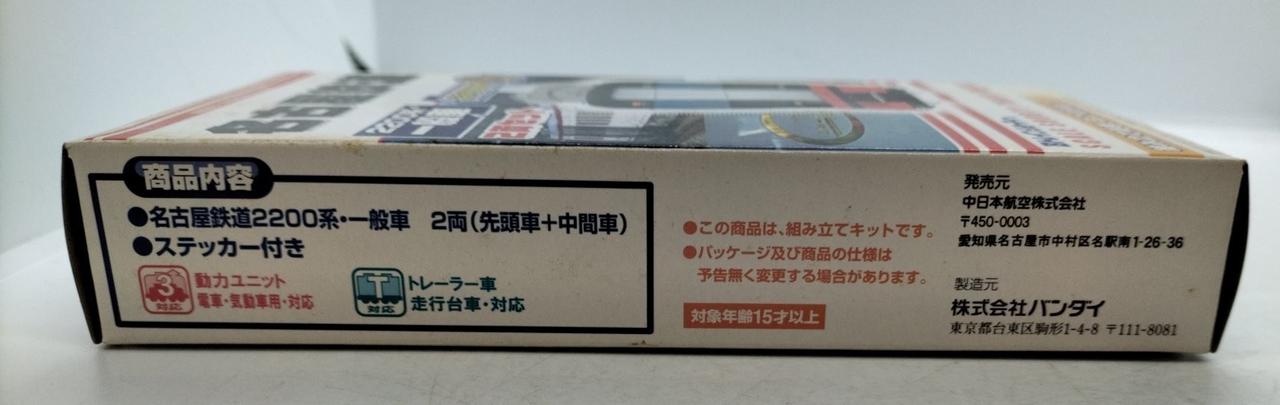 商品内容
●名古屋鉄道2200系・一般車　2両(先頭車+中間車)
●ステッカー付き
3
対応
動力ユニット
電車・気動車用・対応
T
対応
トレーラー車
走行台車・対応
●この商品は、組み立てキットです。
●パッケージ及び商品の仕様は
予告無く変更する場合があります。
対象年齢15才以上
発売元
中日本航空株式会社
〒450-0003
愛知県名古屋市中村区名駅南1-26-36
製造元
株式会社バンダイ
東京都台東区駒形1-4-8 〒111-8081